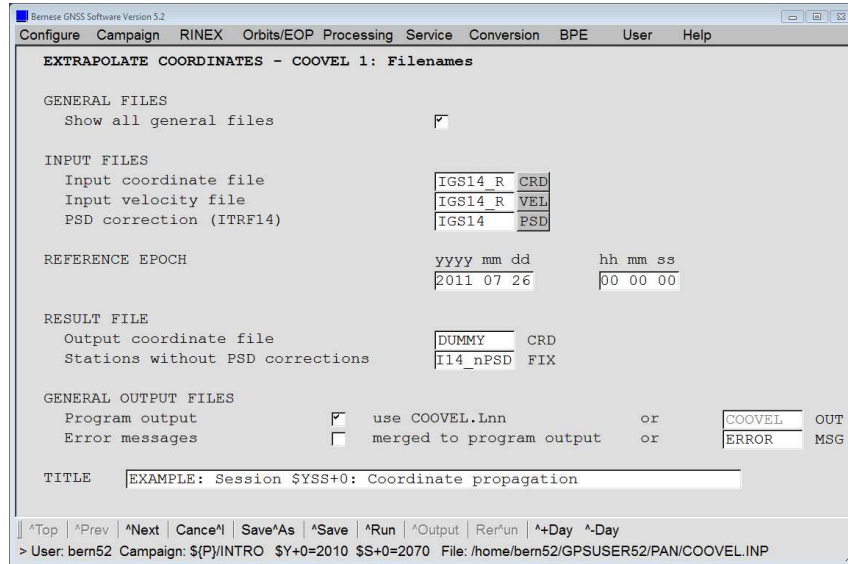 Bernese GNSS Software Version 5.2
Configure Campaign RINEX Orbits/EOP Processing Service Conversion BPE User Help
EXTRAPOLATE COORDINATES - COOVEL 1: Filenames
GENERAL FILES
Show all general files
INPUT FILES
Input coordinate file IGS14_R CRD
Input velocity file IGS14_R VEL
PSD correction (ITRF14) IGS14 PSD
REFERENCE EPOCH yyyy mm dd hh mm ss
2011 07 26 00 00 00
RESULT FILE
Output coordinate file DUMMY CRD
Stations without PSD corrections I14_nPSD FIX
GENERAL OUTPUT FILES
Program output use COOVEL.Lnn or COOVEL OUT
Error messages merged to program output or ERROR MSG
TITLE EXAMPLE: Session $YSS+0: Coordinate propagation
^Top | ^Prev | ^Next | Cance^l | Save^As | ^Save | ^Run | ^Output | Rer^un | ^+Day ^-Day
> User: bern52 Campaign: ${P}/INTRO $Y+0=2010 $S+0=2070 File: /home/bern52/GPSUSER52/PAN/COOVEL.INP